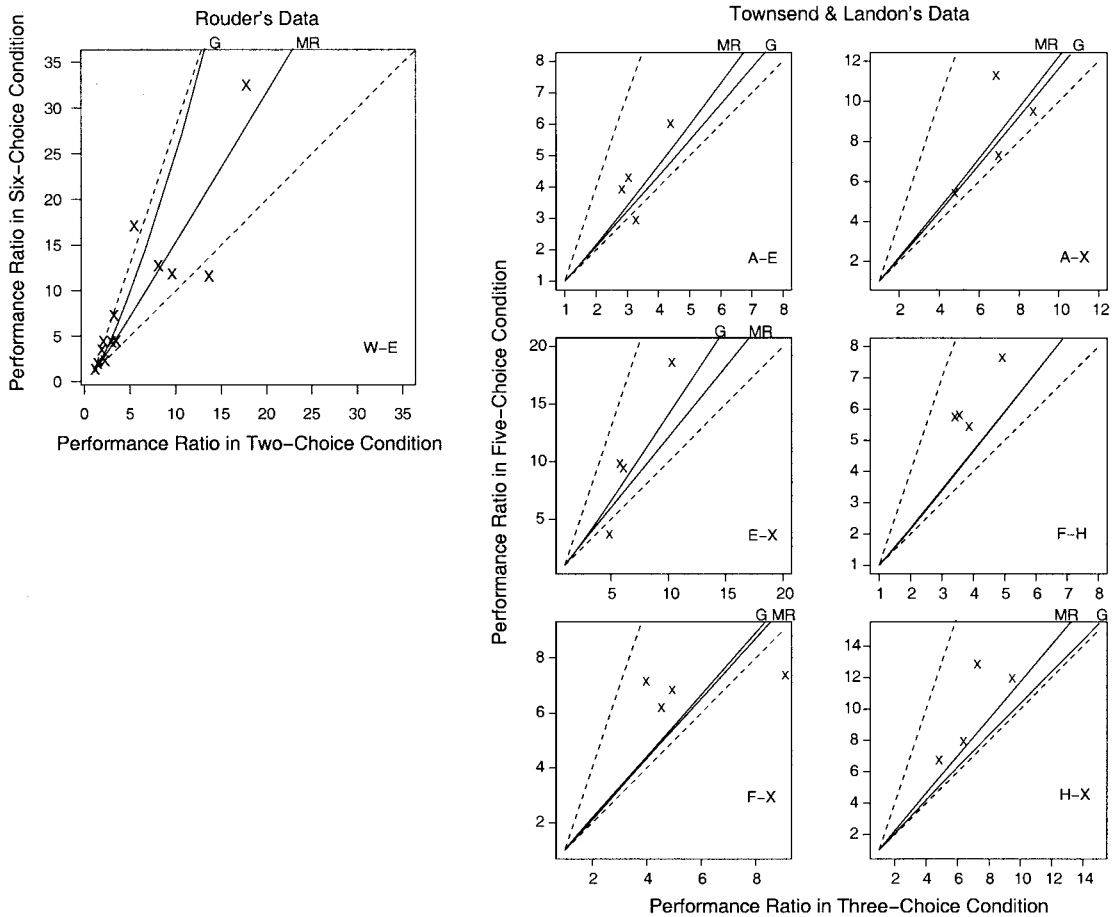 Rouder's Data
G MR
35
30
25
20
15
10
5
0
W−E
0 5 10 15 20 25 30 35
Performance Ratio in Six−Choice Condition
Performance Ratio in Two−Choice Condition
Townsend & Landon's Data
MR G
8
7
6
5
4
3
2
1
A−E
1 2 3 4 5 6 7 8
MR G
12
10
8
6
4
2
A−X
2 4 6 8 10 12
G MR
20
15
10
5
E−X
5 10 15 20
8
7
6
5
4
3
2
1
F−H
1 2 3 4 5 6 7 8
G MR
8
6
4
2
F−X
2 4 6 8
MR G
14
12
10
8
6
4
2
H−X
2 4 6 8 10 12 14
Performance Ratio in Five−Choice Condition
Performance Ratio in Three−Choice Condition